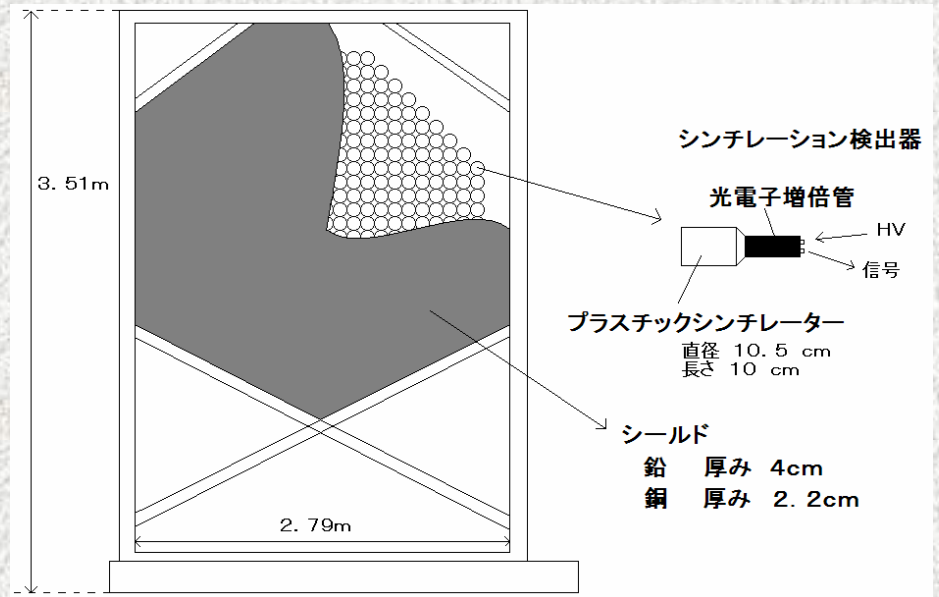 3.51m
シンチレーション検出器
光電子増倍管
HV
信号
プラスチックシンチレーター
直径 10.5 cm
長さ 10 cm
シールド
鉛 厚み 4cm
銅 厚み 2.2cm
2.79m